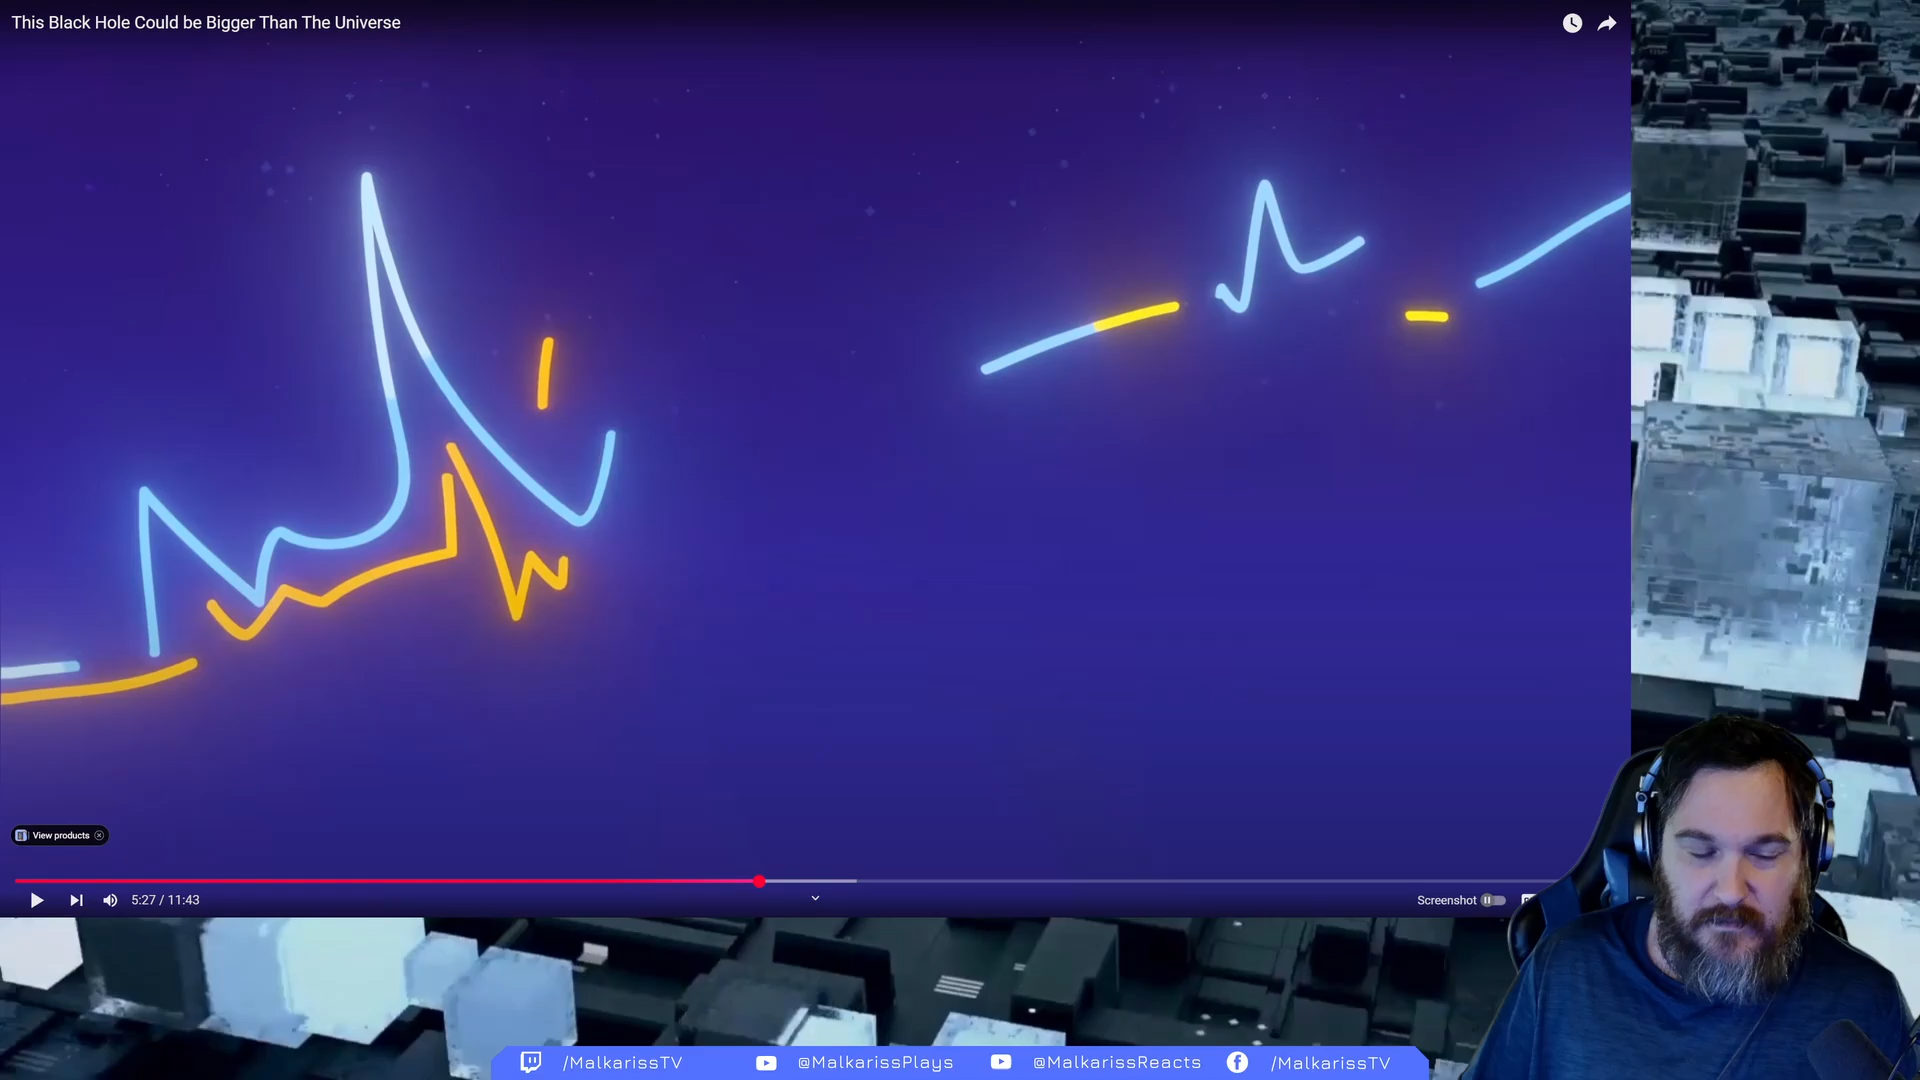 This Black Hole Could be Bigger Than The Universe
View products
5:27 / 11:43
Screenshot
/MalkarissTV
@MalkarissPlays
@MalkarissReacts
/MalkarissTV